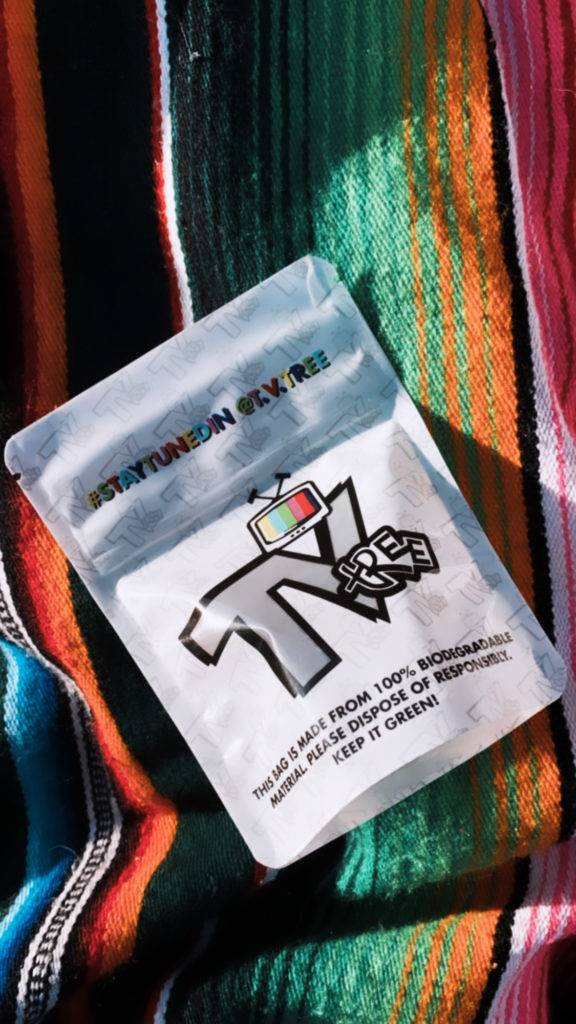 #STAYTUNEDIN @T.V.TREE
TV
TREE
THIS BAG IS MADE FROM 100% BIODEGRADABLE
MATERIAL. PLEASE DISPOSE OF RESPONSIBLY.
KEEP IT GREEN!